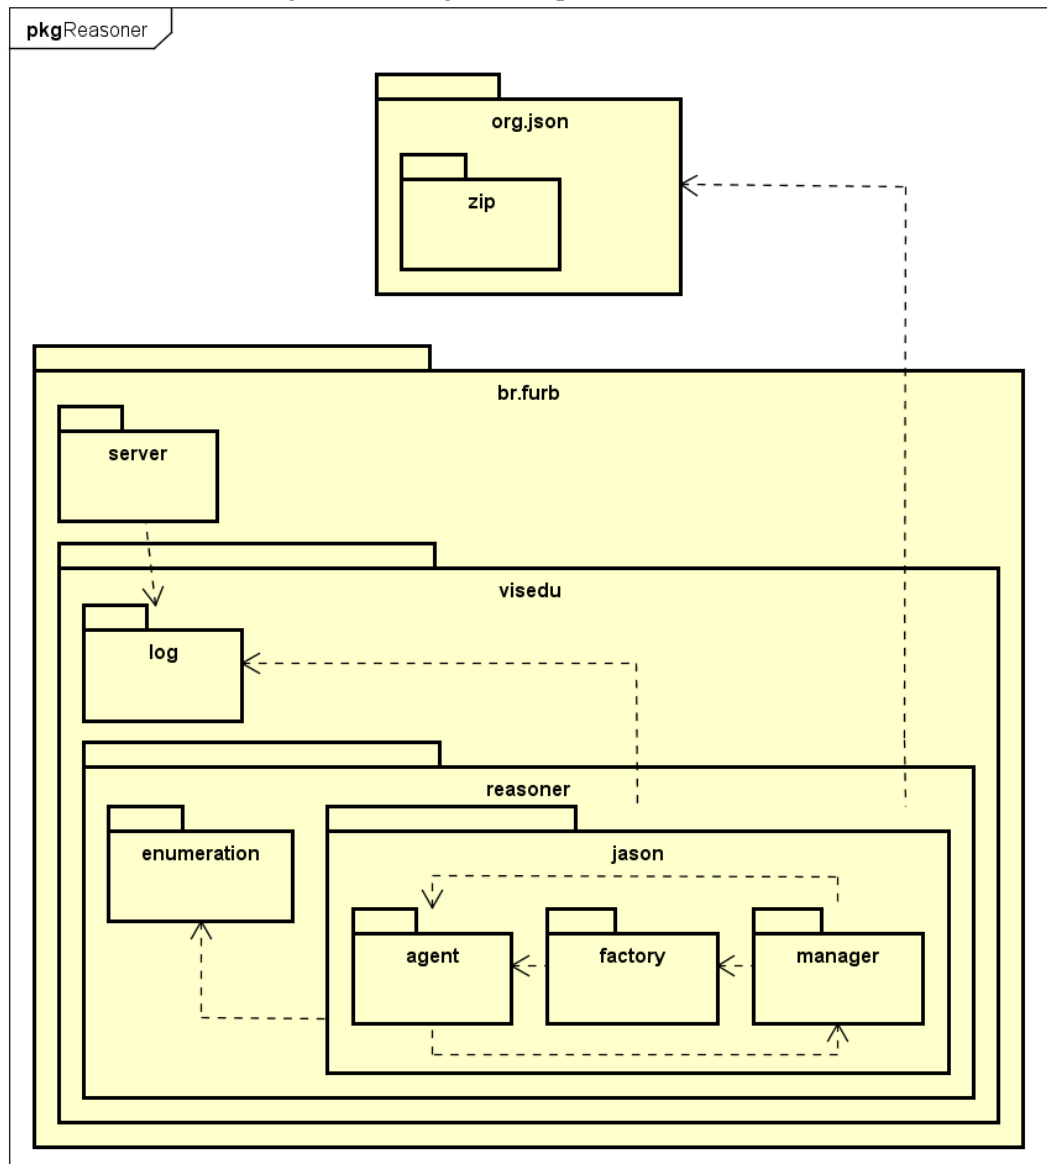 pkgReasoner
org.json
zip
br.furb
server
visedu
log
reasoner
enumeration
jason
agent
factory
manager